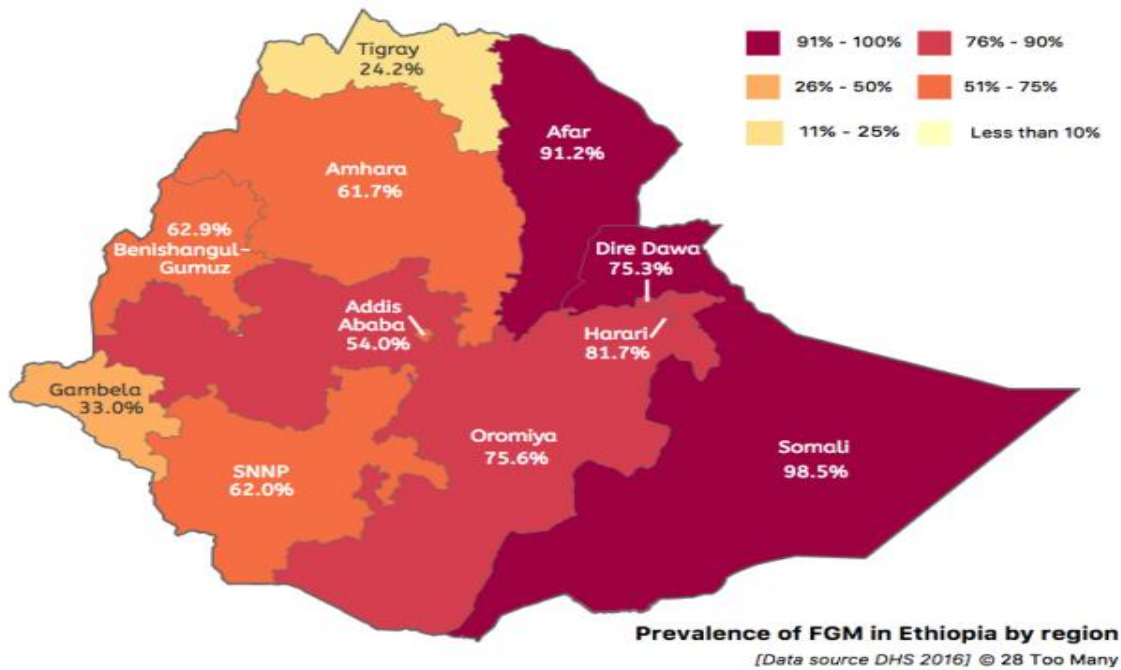 Tigray
24.2%
91% - 100%
76% - 90%
26% - 50%
51% - 75%
11% - 25%
Less than 10%
Afar
91.2%
Amhara
61.7%
62.9%
Benishangul-
Gumuz
Dire Dawa
75.3%
Addis
Ababa
54.0%
Harari
81.7%
Gambela
33.0%
Oromiya
75.6%
Somali
98.5%
SNNP
62.0%
Prevalence of FGM in Ethiopia by region
[Data source DHS 2016] © 28 Too Many